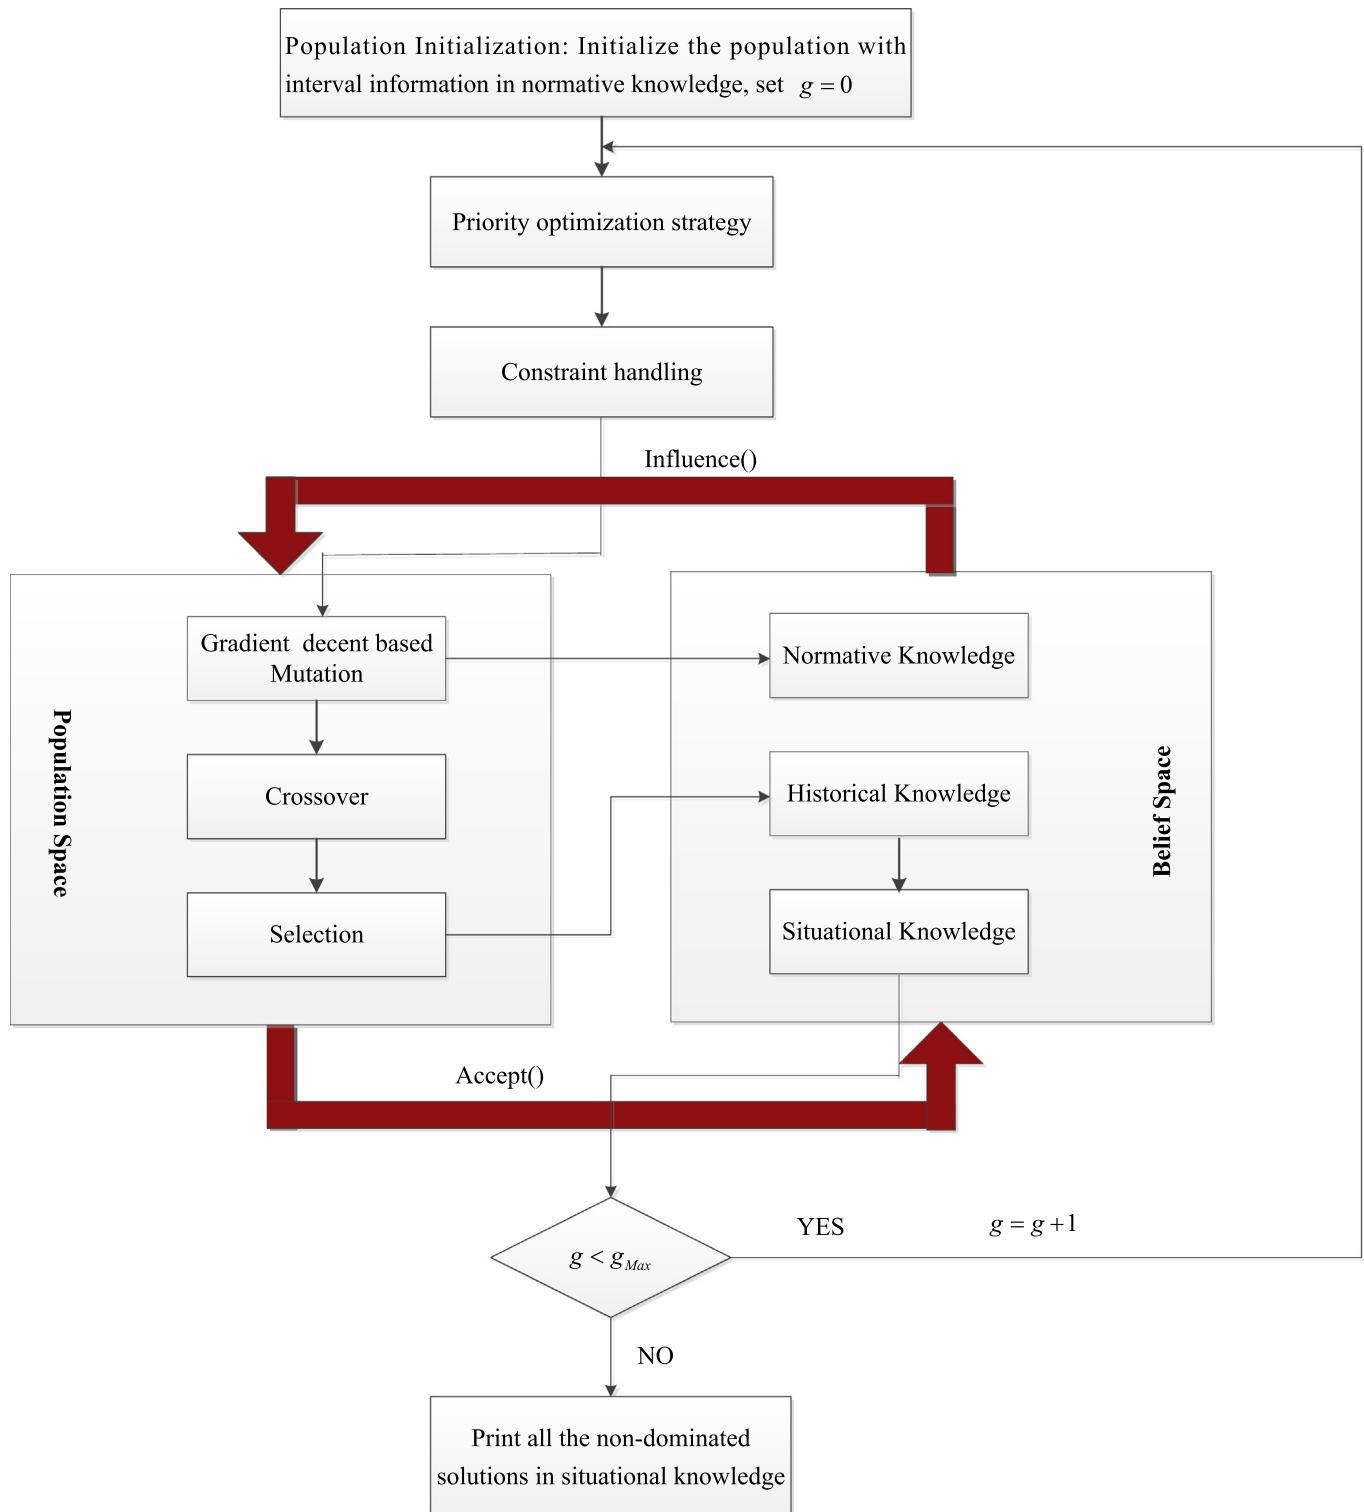 Population Initialization: Initialize the population with
interval information in normative knowledge, set g = 0
Priority optimization strategy
Constraint handling
Influence()
Gradient decent based
Mutation
Crossover
Selection
Population Space
Normative Knowledge
Historical Knowledge
Situational Knowledge
Belief Space
Accept()
g < g_Max
YES
g = g +1
NO
Print all the non-dominated
solutions in situational knowledge